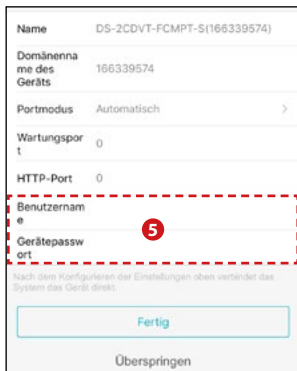 Name DS-2CDVT-FCMPT-S(166339574)
Domänenna
me des 166339574
Geräts
Portmodus Automatisch
Wartungspor
t 0
HTTP-Port 0
Benutzernam
e
5
Gerätepassw
ort
Nach dem Konfigurieren der Einstellungen oben verbindet das
System das Gerät direkt.
Fertig
Überspringen